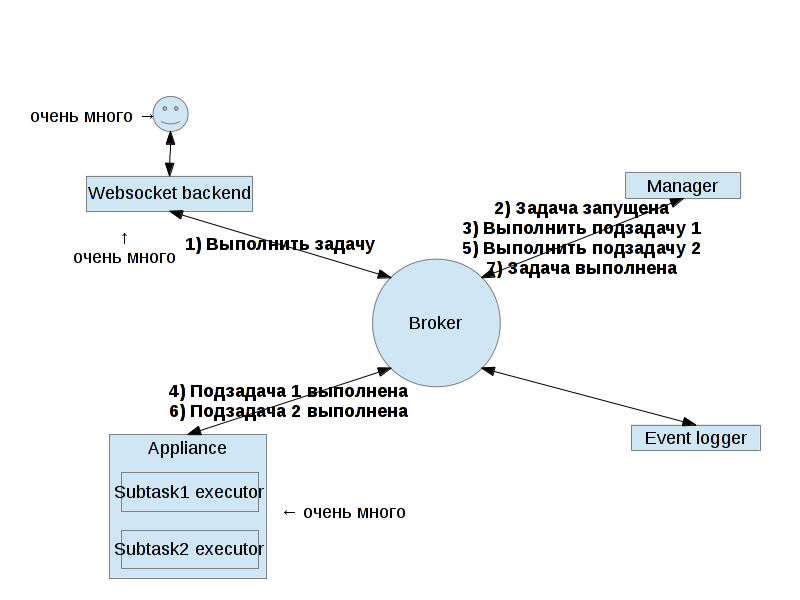 очень много →
Websocket backend
↑
очень много
1) Выполнить задачу
Manager
2) Задача запущена
3) Выполнить подзадачу 1
5) Выполнить подзадачу 2
7) Задача выполнена
Broker
4) Подзадача 1 выполнена
6) Подзадача 2 выполнена
Event logger
Appliance
Subtask1 executor
← очень много
Subtask2 executor